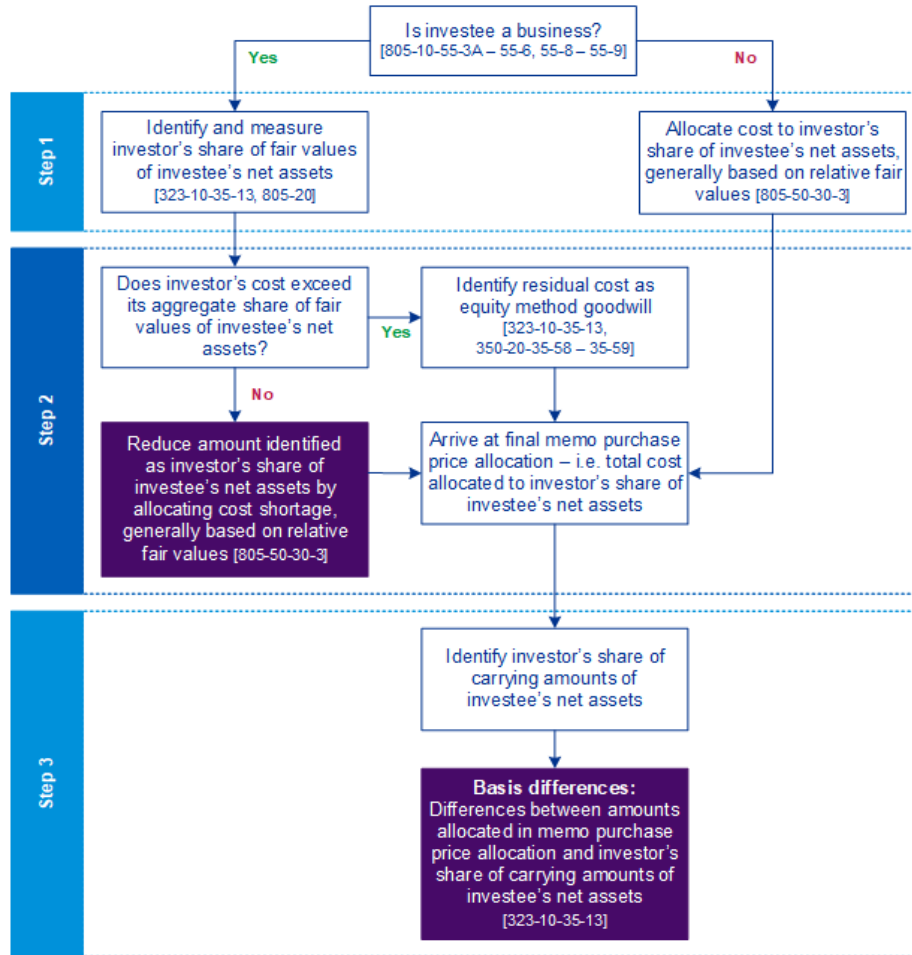 Is investee a business?
[805-10-55-3A – 55-6, 55-8 – 55-9]
Yes
No
Step 1
Identify and measure
investor's share of fair values
of investee's net assets
[323-10-35-13, 805-20]
Allocate cost to investor's
share of investee's net assets,
generally based on relative fair
values [805-50-30-3]
Step 2
Does investor's cost exceed
its aggregate share of fair
values of investee's net
assets?
Yes
Identify residual cost as
equity method goodwill
[323-10-35-13,
350-20-35-58 – 35-59]
No
Reduce amount identified
as investor's share of
investee's net assets by
allocating cost shortage,
generally based on relative
fair values [805-50-30-3]
Arrive at final memo purchase
price allocation – i.e. total cost
allocated to investor's share of
investee's net assets
Step 3
Identify investor's share of
carrying amounts of
investee's net assets
Basis differences:
Differences between amounts
allocated in memo purchase
price allocation and investor's
share of carrying amounts of
investee's net assets
[323-10-35-13]